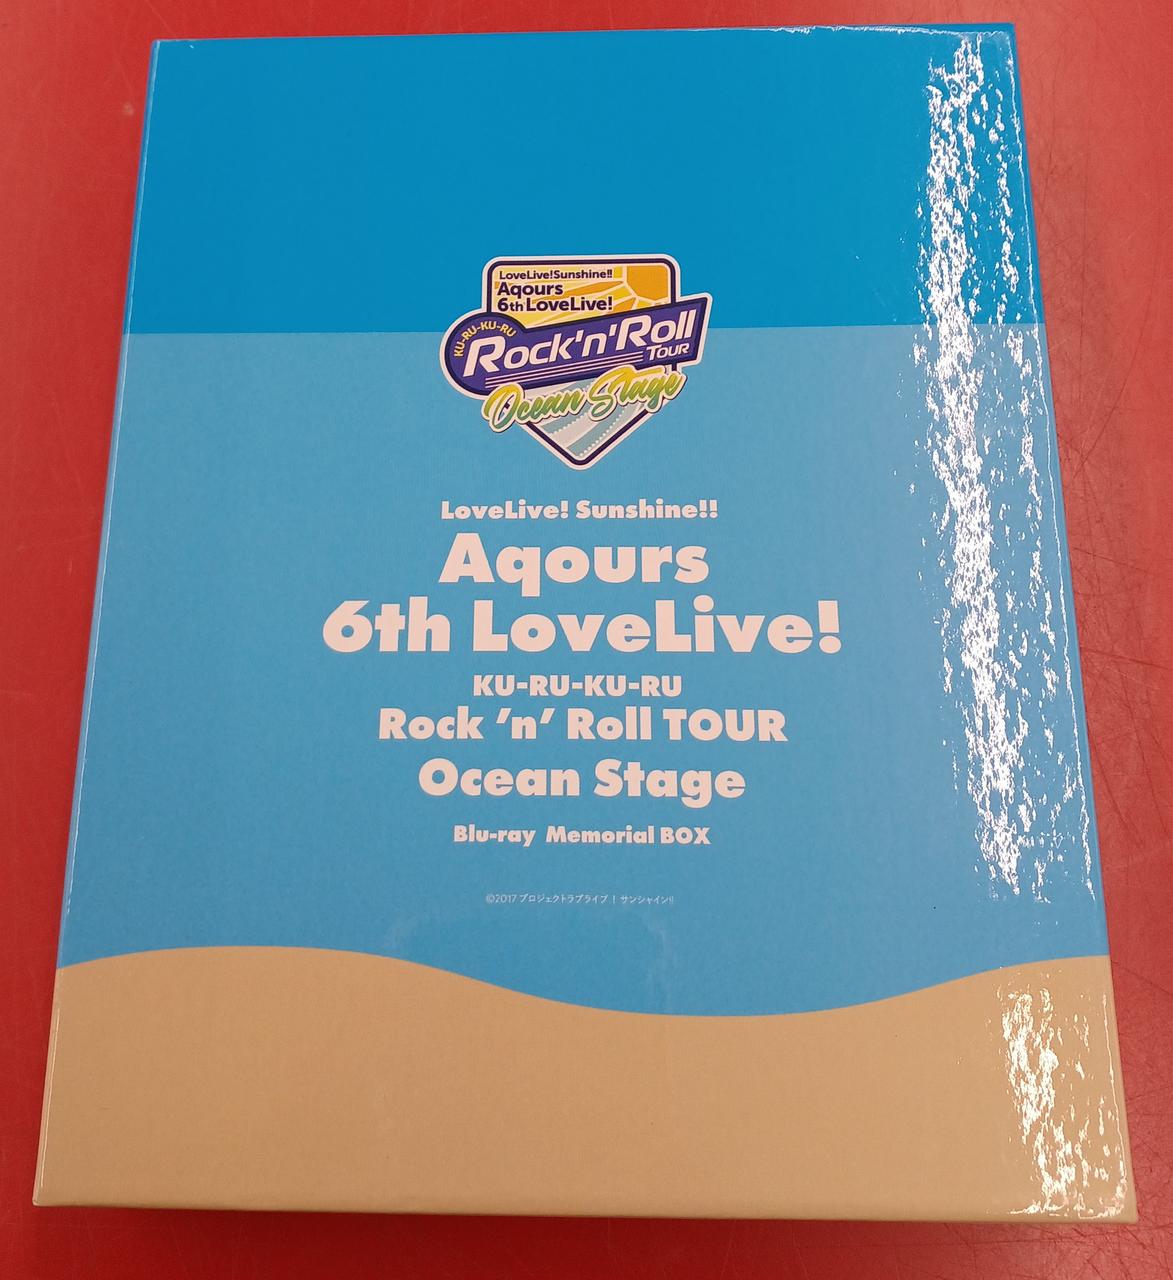 LoveLive!Sunshine!!
Aqours
6th LoveLive!
KU-RU-KU-RU
Rock'n'Roll
TOUR
Ocean Stage
LoveLive! Sunshine!!
Aqours
6th LoveLive!
KU-RU-KU-RU
Rock ’n’ Roll TOUR
Ocean Stage
Blu-ray Memorial BOX
©2017 プロジェクトラブライブ！サンシャイン!!